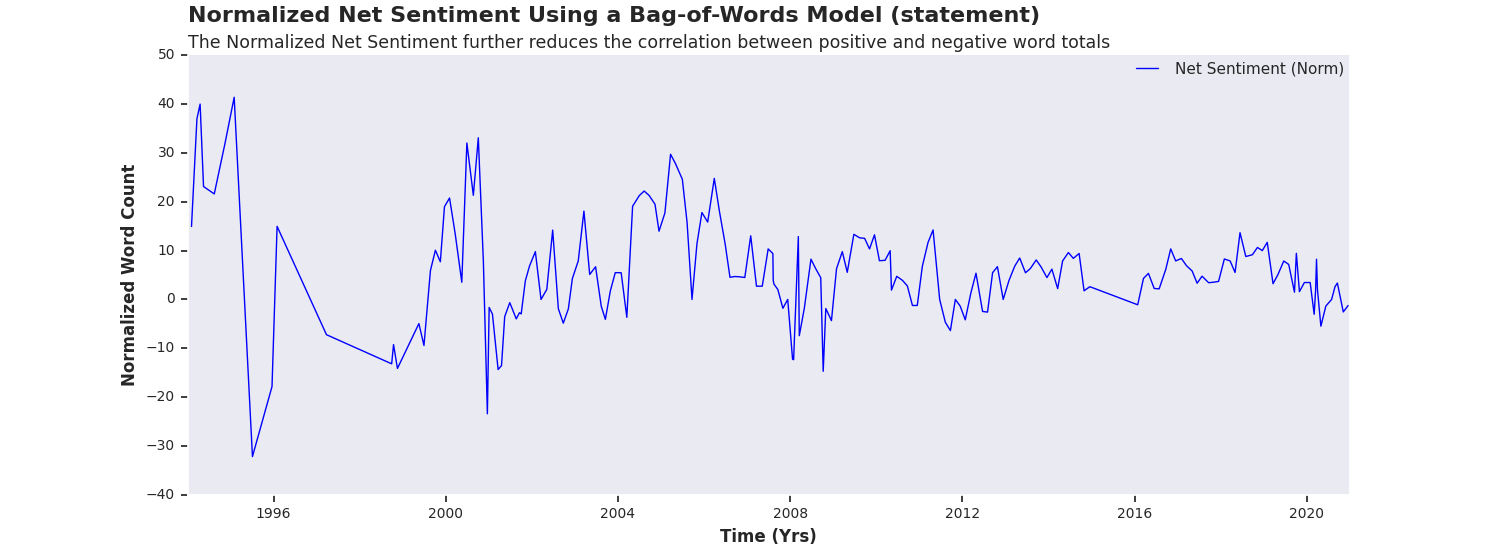 Normalized Net Sentiment Using a Bag-of-Words Model (statement)
The Normalized Net Sentiment further reduces the correlation between positive and negative word totals
Net Sentiment (Norm)
Normalized Word Count
50
40
30
20
10
0
−10
−20
−30
−40
1996 2000 2004 2008 2012 2016 2020
Time (Yrs)